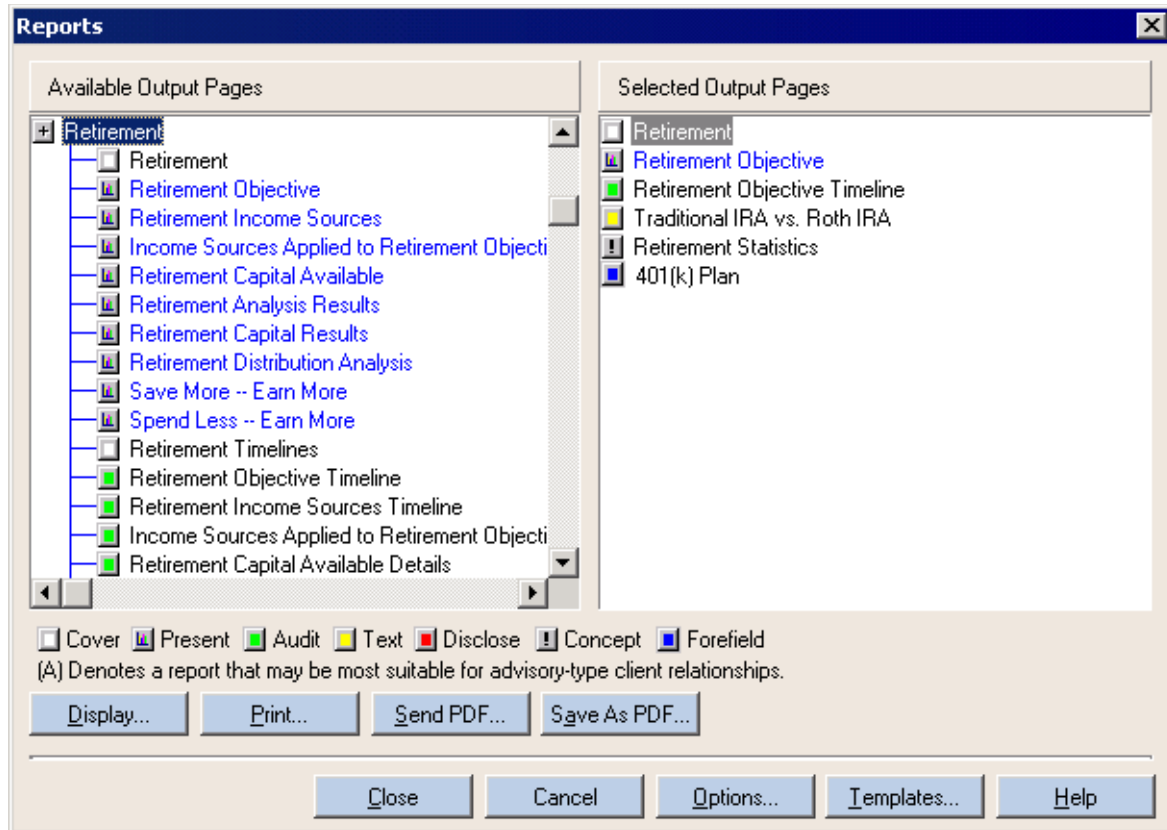 Reports
Available Output Pages
Retirement
Retirement
Retirement Objective
Retirement Income Sources
Income Sources Applied to Retirement Objecti
Retirement Capital Available
Retirement Analysis Results
Retirement Capital Results
Retirement Distribution Analysis
Save More -- Earn More
Spend Less -- Earn More
Retirement Timelines
Retirement Objective Timeline
Retirement Income Sources Timeline
Income Sources Applied to Retirement Objecti
Retirement Capital Available Details
Selected Output Pages
Retirement
Retirement Objective
Retirement Objective Timeline
Traditional IRA vs. Roth IRA
Retirement Statistics
401(k) Plan
Cover Present Audit Text Disclose Concept Forefield
(A) Denotes a report that may be most suitable for advisory-type client relationships.
Display... Print... Send PDF... Save As PDF...
Close Cancel Options... Templates... Help